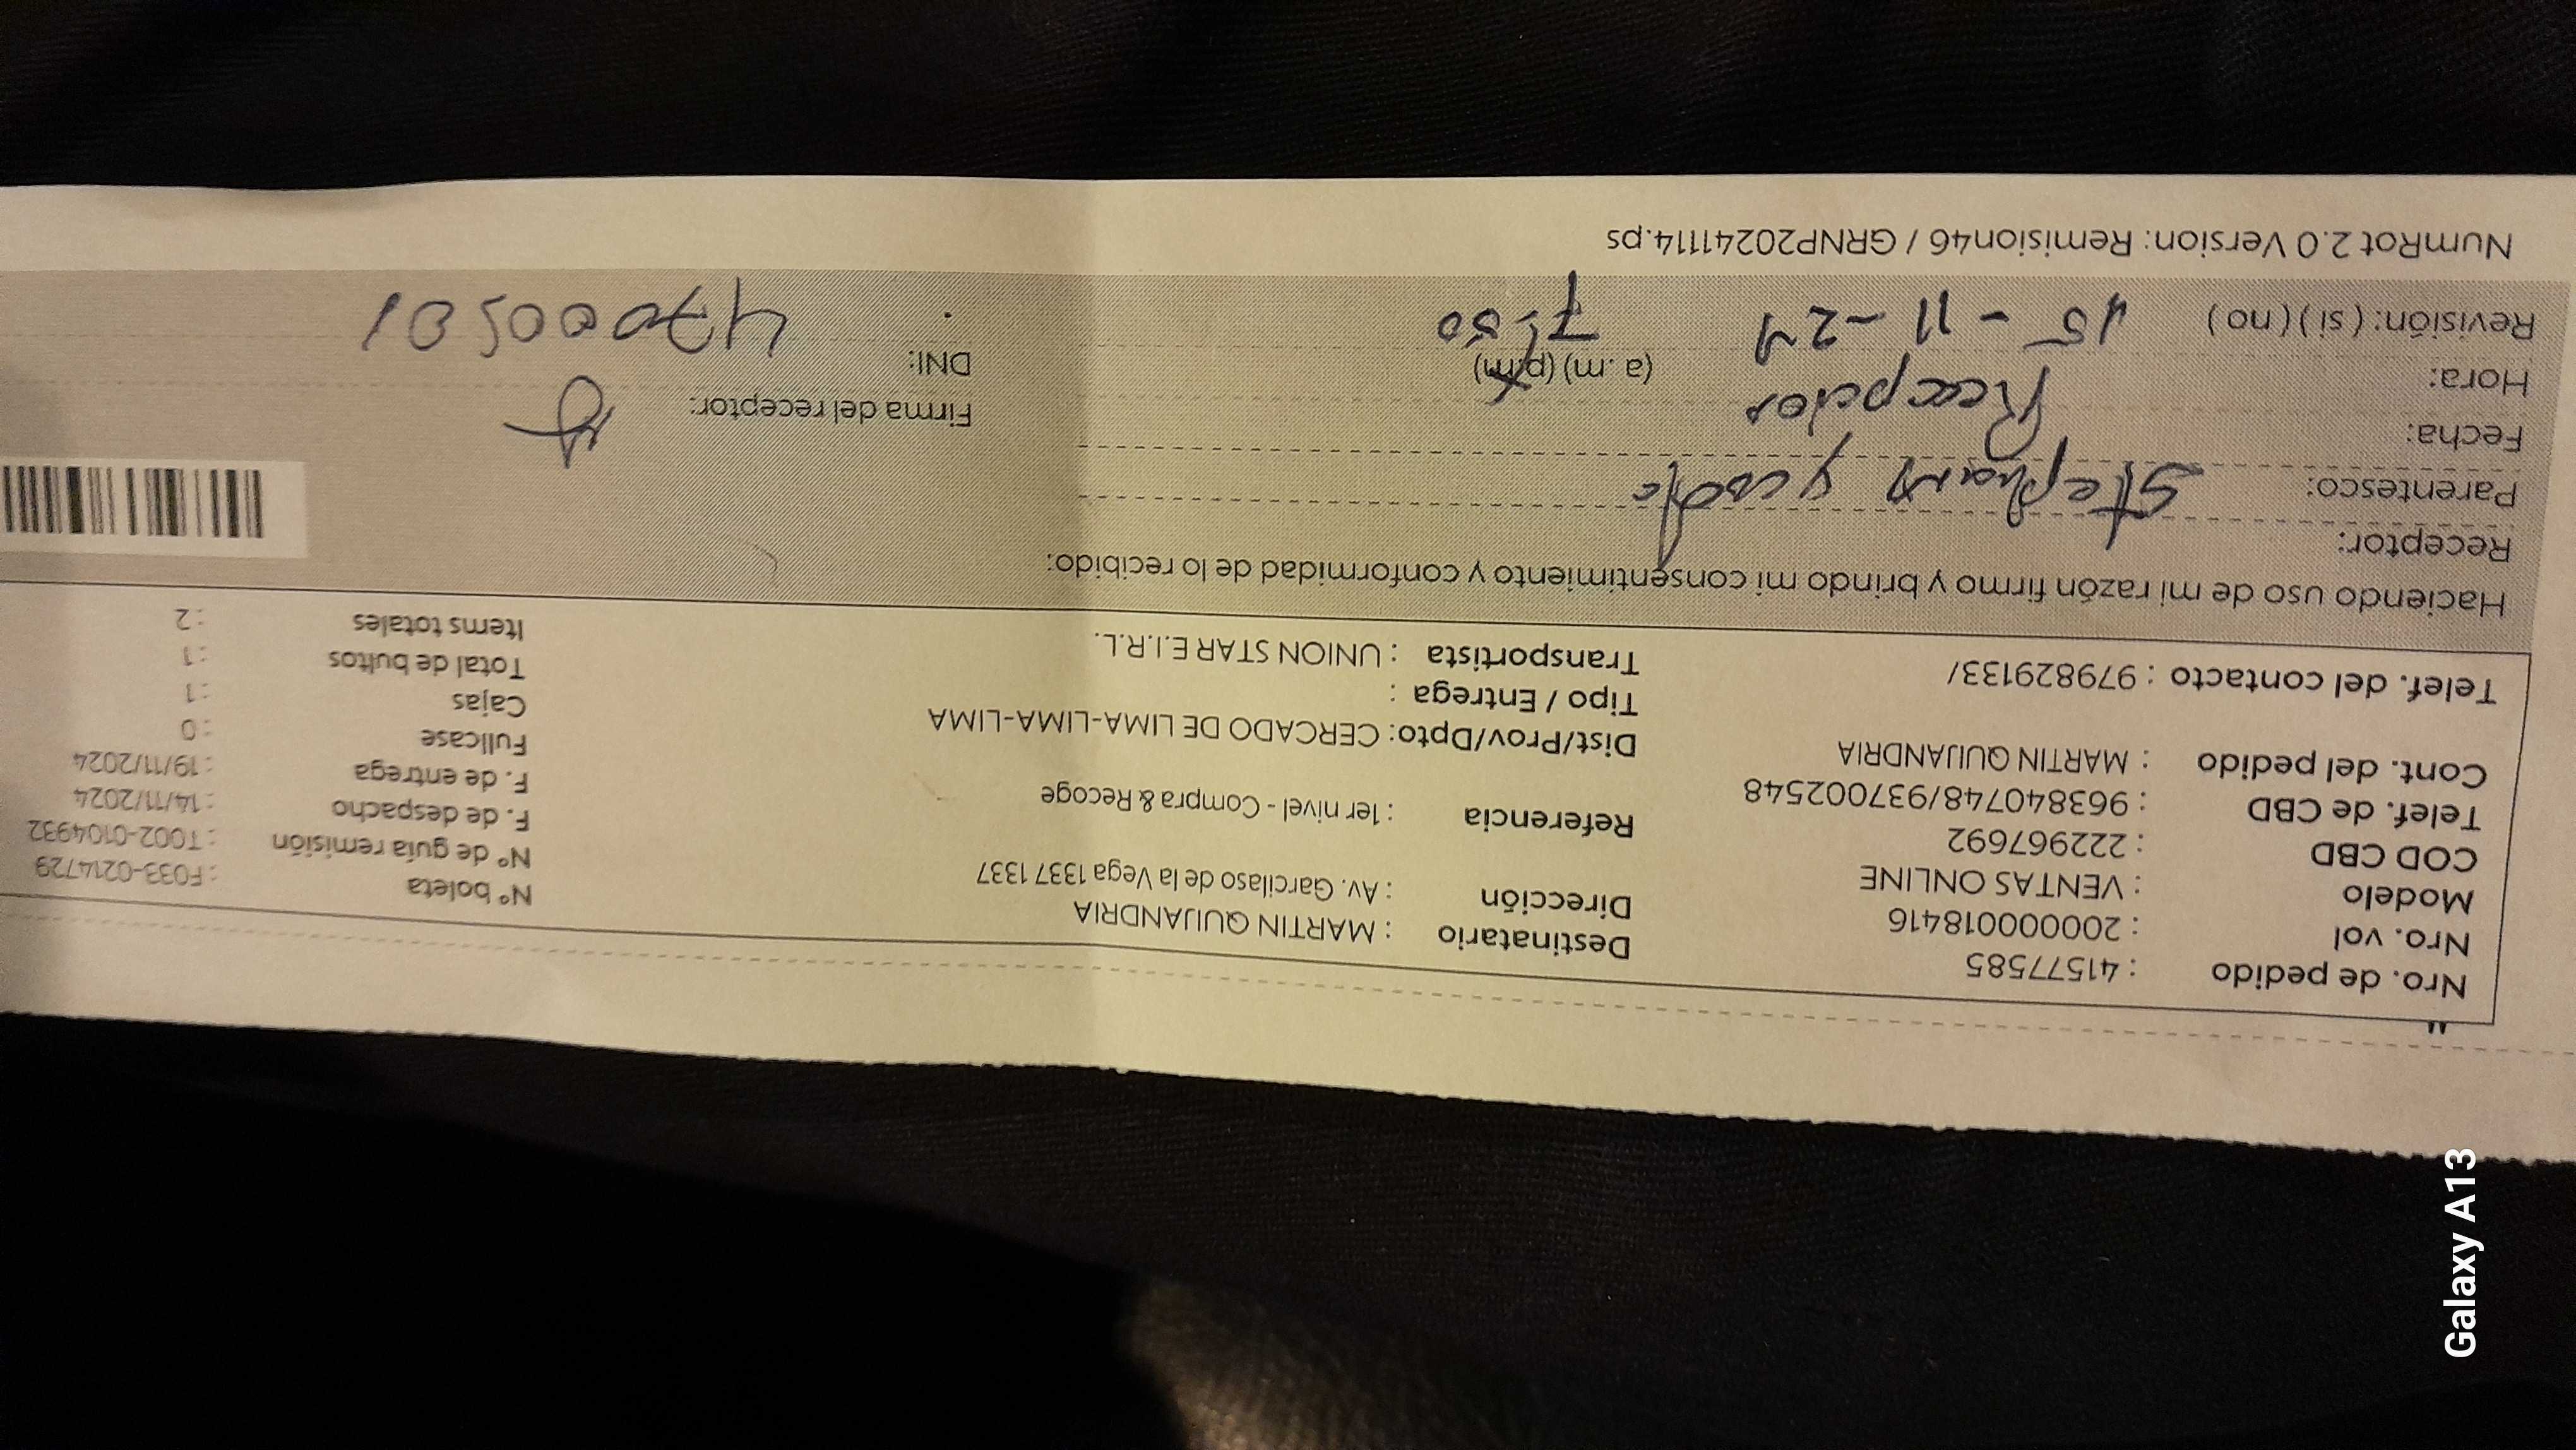 Nro. de pedido : 41577585
Nro. vol : 2000000018416
Modelo : VENTAS ONLINE
COD CBD : 222967692
Telef. de CBD : 963840748/937002548
Cont. del pedido : MARTIN QUIJANDRIA
Telef. del contacto : 979829133/
Destinatario : MARTIN QUIJANDRIA
Dirección : Av. Garcilaso de la Vega 1337 1337
Referencia : 1er nivel - Compra & Recoge
Dist/Prov/Dpto: CERCADO DE LIMA-LIMA-LIMA
Tipo / Entrega :
Transportista : UNION STAR E.I.R.L.
N° boleta : F033-0214729
N° de guía remisión : T002-0104932
F. de despacho : 14/11/2024
F. de entrega : 19/11/2024
Fullcase : 0
Cajas : 1
Total de bultos : 1
Items totales : 2
Haciendo uso de mi razón firmo y brindo mi consentimiento y conformidad de lo recibido:
Receptor:
Parentesco:
Fecha:
Hora: (a. m) (p.m)
Revisión: ( si ) ( no )
15 - 11 - 24
7:50
Firma del receptor:
DNI:
47000501
NumRot 2.0 Version: Remision46 / GRNP20241114.ps
Galaxy A13